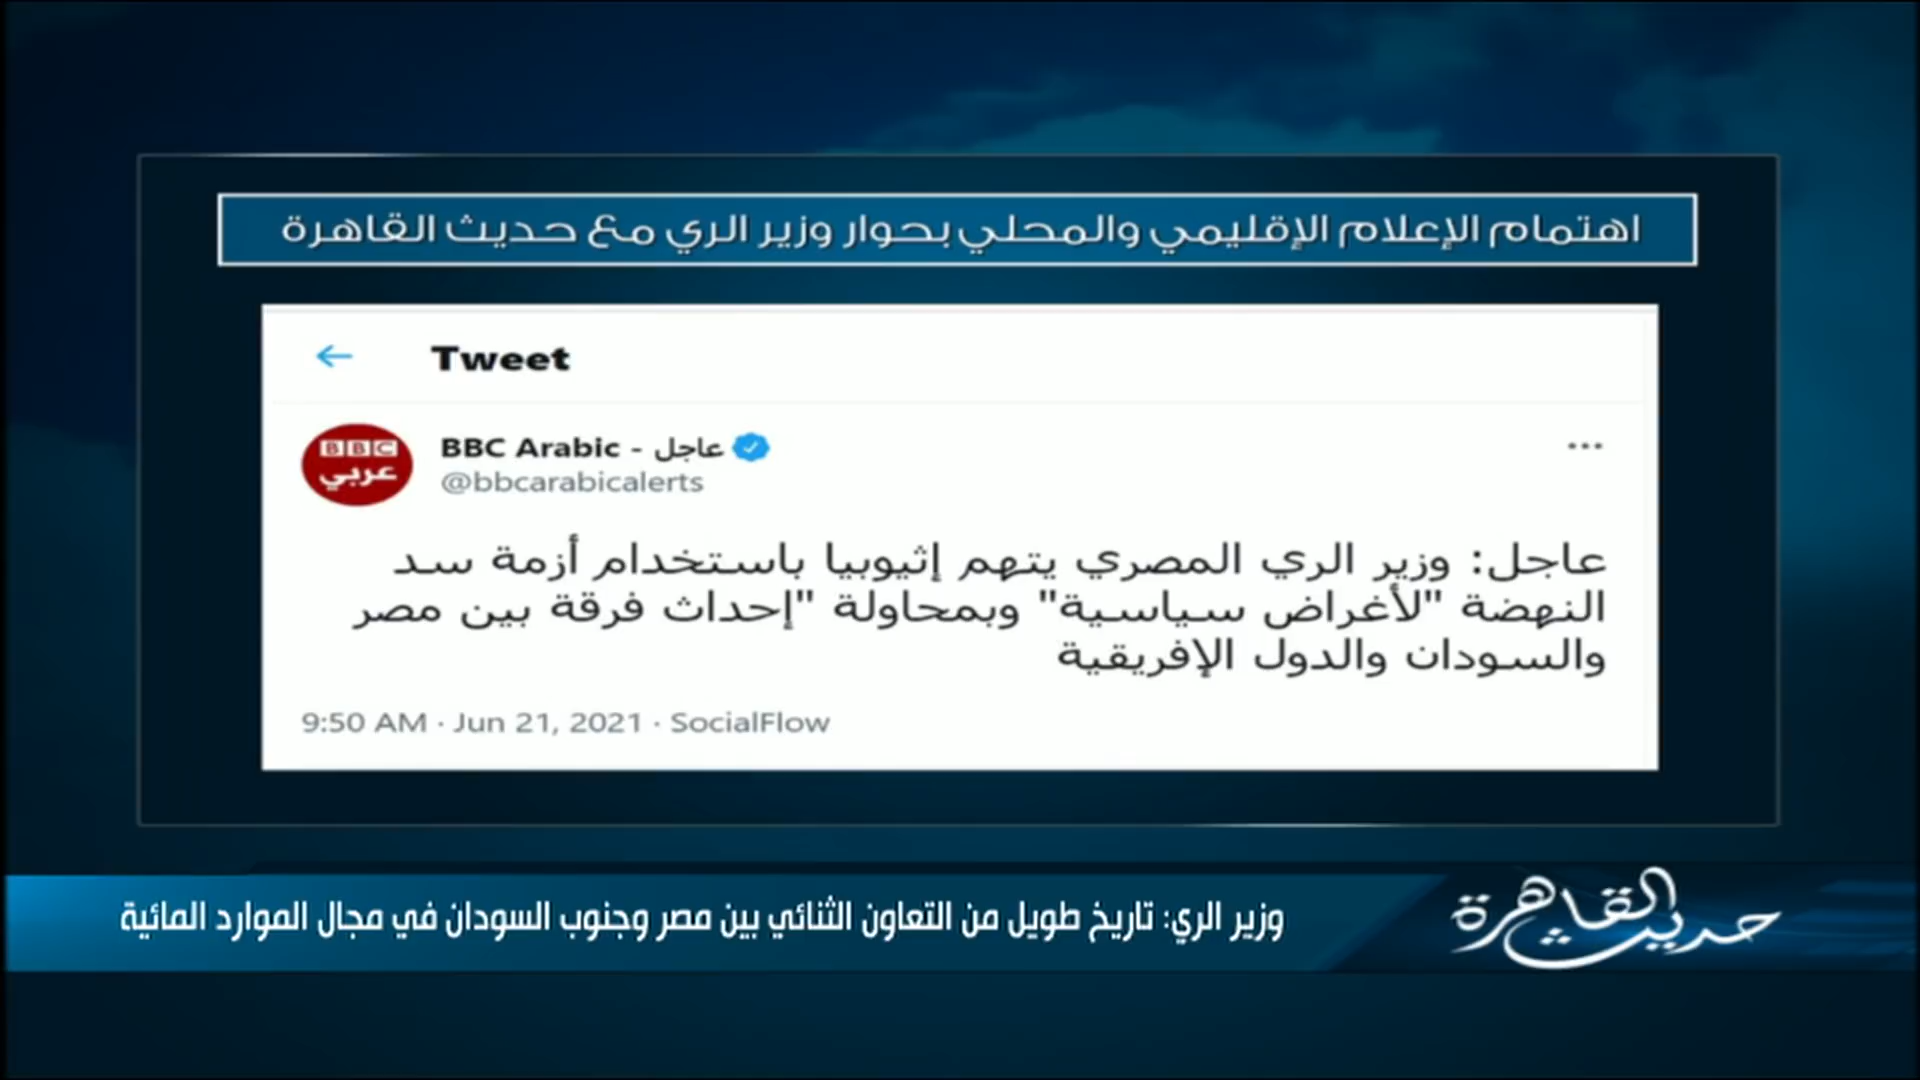 اهتمام الإعلام الإقليمي والمحلي بحوار وزير الري مع حديث القاهرة
Tweet
BBC
عربي
BBC Arabic - عاجل
@bbcarabicalerts
عاجل: وزير الري المصري يتهم إثيوبيا باستخدام أزمة سد
النهضة "لأغراض سياسية" وبمحاولة "إحداث فرقة بين مصر
والسودان والدول الإفريقية
9:50 AM · Jun 21, 2021 · SocialFlow
حديث القاهرة
وزير الري: تاريخ طويل من التعاون الثنائي بين مصر وجنوب السودان في مجال الموارد المائية